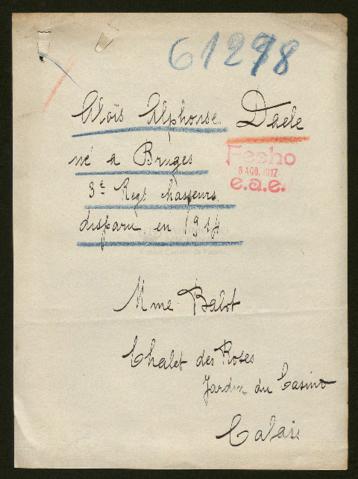 61298
Aloïs Alphonse Daele
né a Bruges
Fecho
8 AGO. 1917
e.a.e.
3e Regt chasseurs
disparu en 1914
Mme Balot
Chalet des Roses
Jardin du Casino
Calais